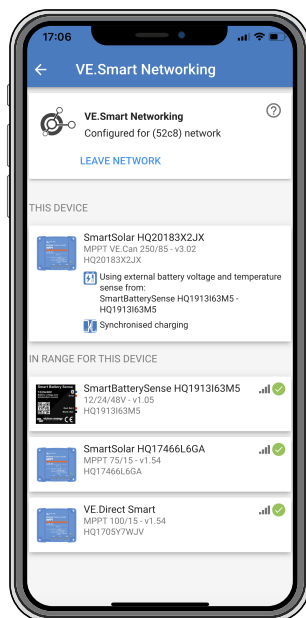 17:06
VE.Smart Networking
VE.Smart Networking
Configured for (52c8) network
LEAVE NETWORK
THIS DEVICE
SmartSolar HQ20183X2JX
MPPT VE.Can 250/85 - v3.02
HQ20183X2JX
Using external battery voltage and temperature
sense from:
SmartBatterySense HQ1913I63M5 -
HQ1913I63M5
Synchronised charging
IN RANGE FOR THIS DEVICE
Smart Battery Sense
SmartBatterySense HQ1913I63M5
12/24/48V - v1.05
HQ1913I63M5
SmartSolar HQ17466L6GA
MPPT 75/15 - v1.54
HQ17466L6GA
VE.Direct Smart
MPPT 100/15 - v1.54
HQ1705Y7WJV